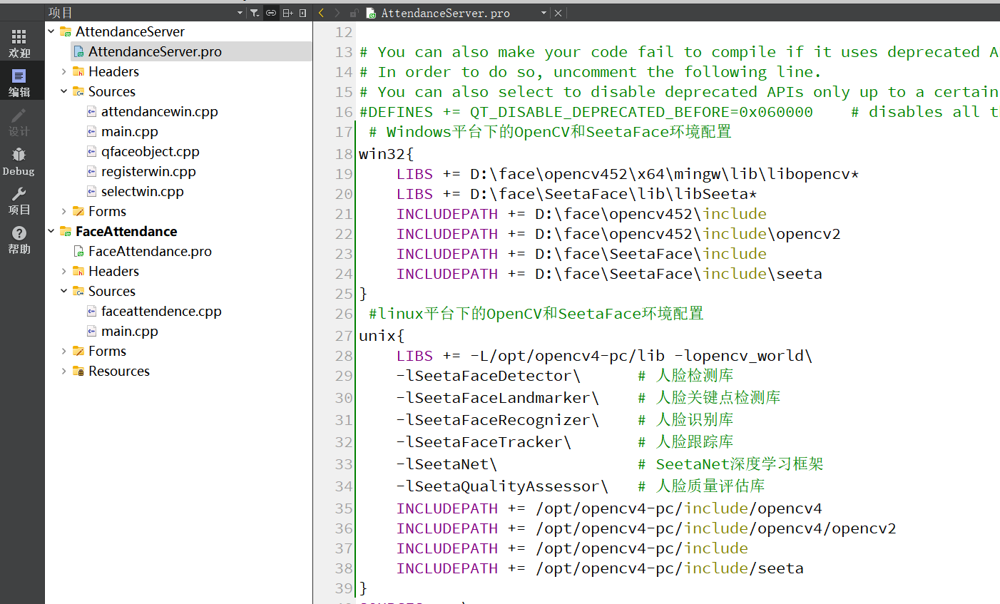 项目
AttendanceServer.pro
欢迎
编辑
设计
Debug
项目
帮助
AttendanceServer
AttendanceServer.pro
Headers
Sources
attendancewin.cpp
main.cpp
qfaceobject.cpp
registerwin.cpp
selectwin.cpp
Forms
FaceAttendance
FaceAttendance.pro
Headers
Sources
faceattendence.cpp
main.cpp
Forms
Resources
12
13 # You can also make your code fail to compile if it uses deprecated A
14 # In order to do so, uncomment the following line.
15 # You can also select to disable deprecated APIs only up to a certain
16 #DEFINES += QT_DISABLE_DEPRECATED_BEFORE=0x060000    # disables all t
17  # Windows平台下的OpenCV和SeetaFace环境配置
18 win32{
19     LIBS += D:\face\opencv452\x64\mingw\lib\libopencv*
20     LIBS += D:\face\SeetaFace\lib\libSeeta*
21     INCLUDEPATH += D:\face\opencv452\include
22     INCLUDEPATH += D:\face\opencv452\include\opencv2
23     INCLUDEPATH += D:\face\SeetaFace\include
24     INCLUDEPATH += D:\face\SeetaFace\include\seeta
25 }
26  #linux平台下的OpenCV和SeetaFace环境配置
27 unix{
28     LIBS += -L/opt/opencv4-pc/lib -lopencv_world\
29     -lSeetaFaceDetector\      # 人脸检测库
30     -lSeetaFaceLandmarker\    # 人脸关键点检测库
31     -lSeetaFaceRecognizer\    # 人脸识别库
32     -lSeetaFaceTracker\       # 人脸跟踪库
33     -lSeetaNet\               # SeetaNet深度学习框架
34     -lSeetaQualityAssessor\   # 人脸质量评估库
35     INCLUDEPATH += /opt/opencv4-pc/include/opencv4
36     INCLUDEPATH += /opt/opencv4-pc/include/opencv4/opencv2
37     INCLUDEPATH += /opt/opencv4-pc/include
38     INCLUDEPATH += /opt/opencv4-pc/include/seeta
39 }